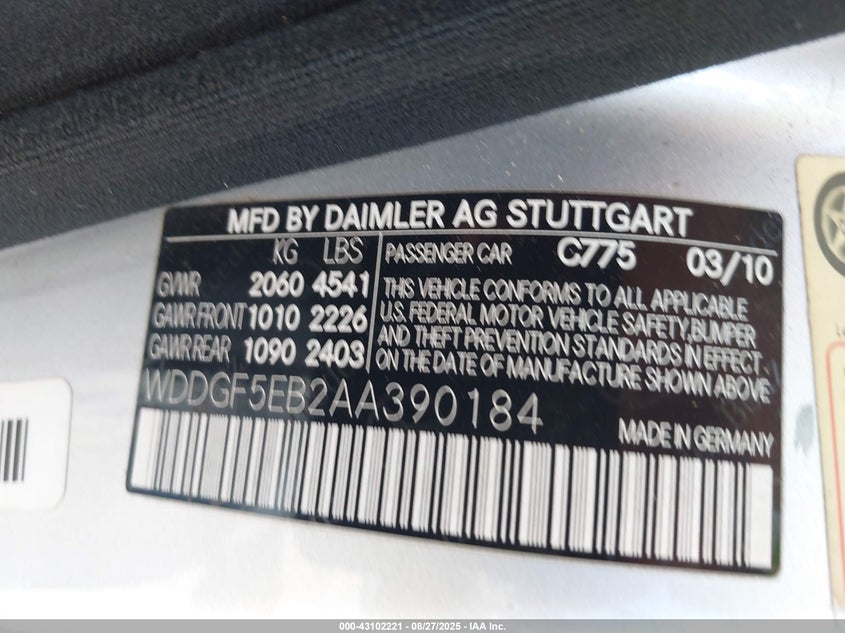 MFD BY DAIMLER AG STUTTGART
KG LBS
GVWR 2060 4541
GAWR FRONT 1010 2226
GAWR REAR 1090 2403
PASSENGER CAR C775 03/10
THIS VEHICLE CONFORMS TO ALL APPLICABLE
U.S. FEDERAL MOTOR VEHICLE SAFETY, BUMPER
AND THEFT PREVENTION STANDARDS IN EFFECT
ON THE DATE OF MANUFACTURE SHOWN ABOVE
WDDGF5EB2AA390184
MADE IN GERMANY
000-43102221 - 08/27/2025 - IAA Inc.